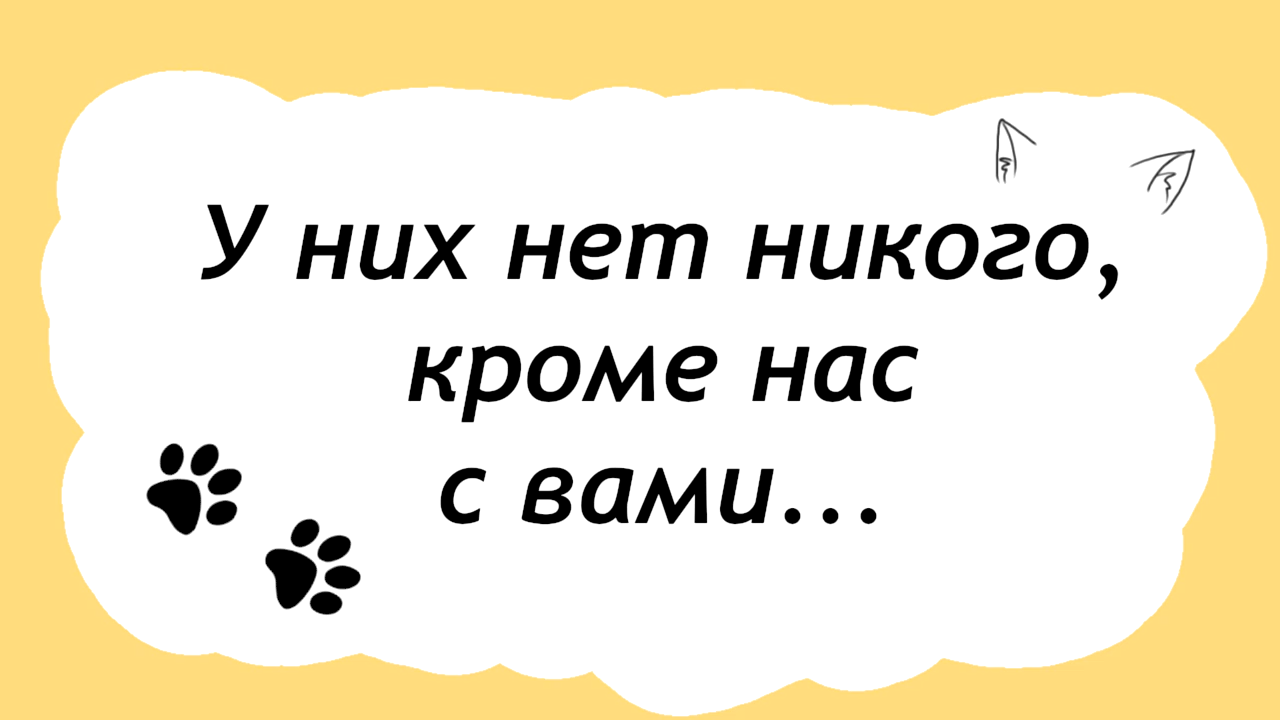 У них нет никого,
кроме нас
с вами...